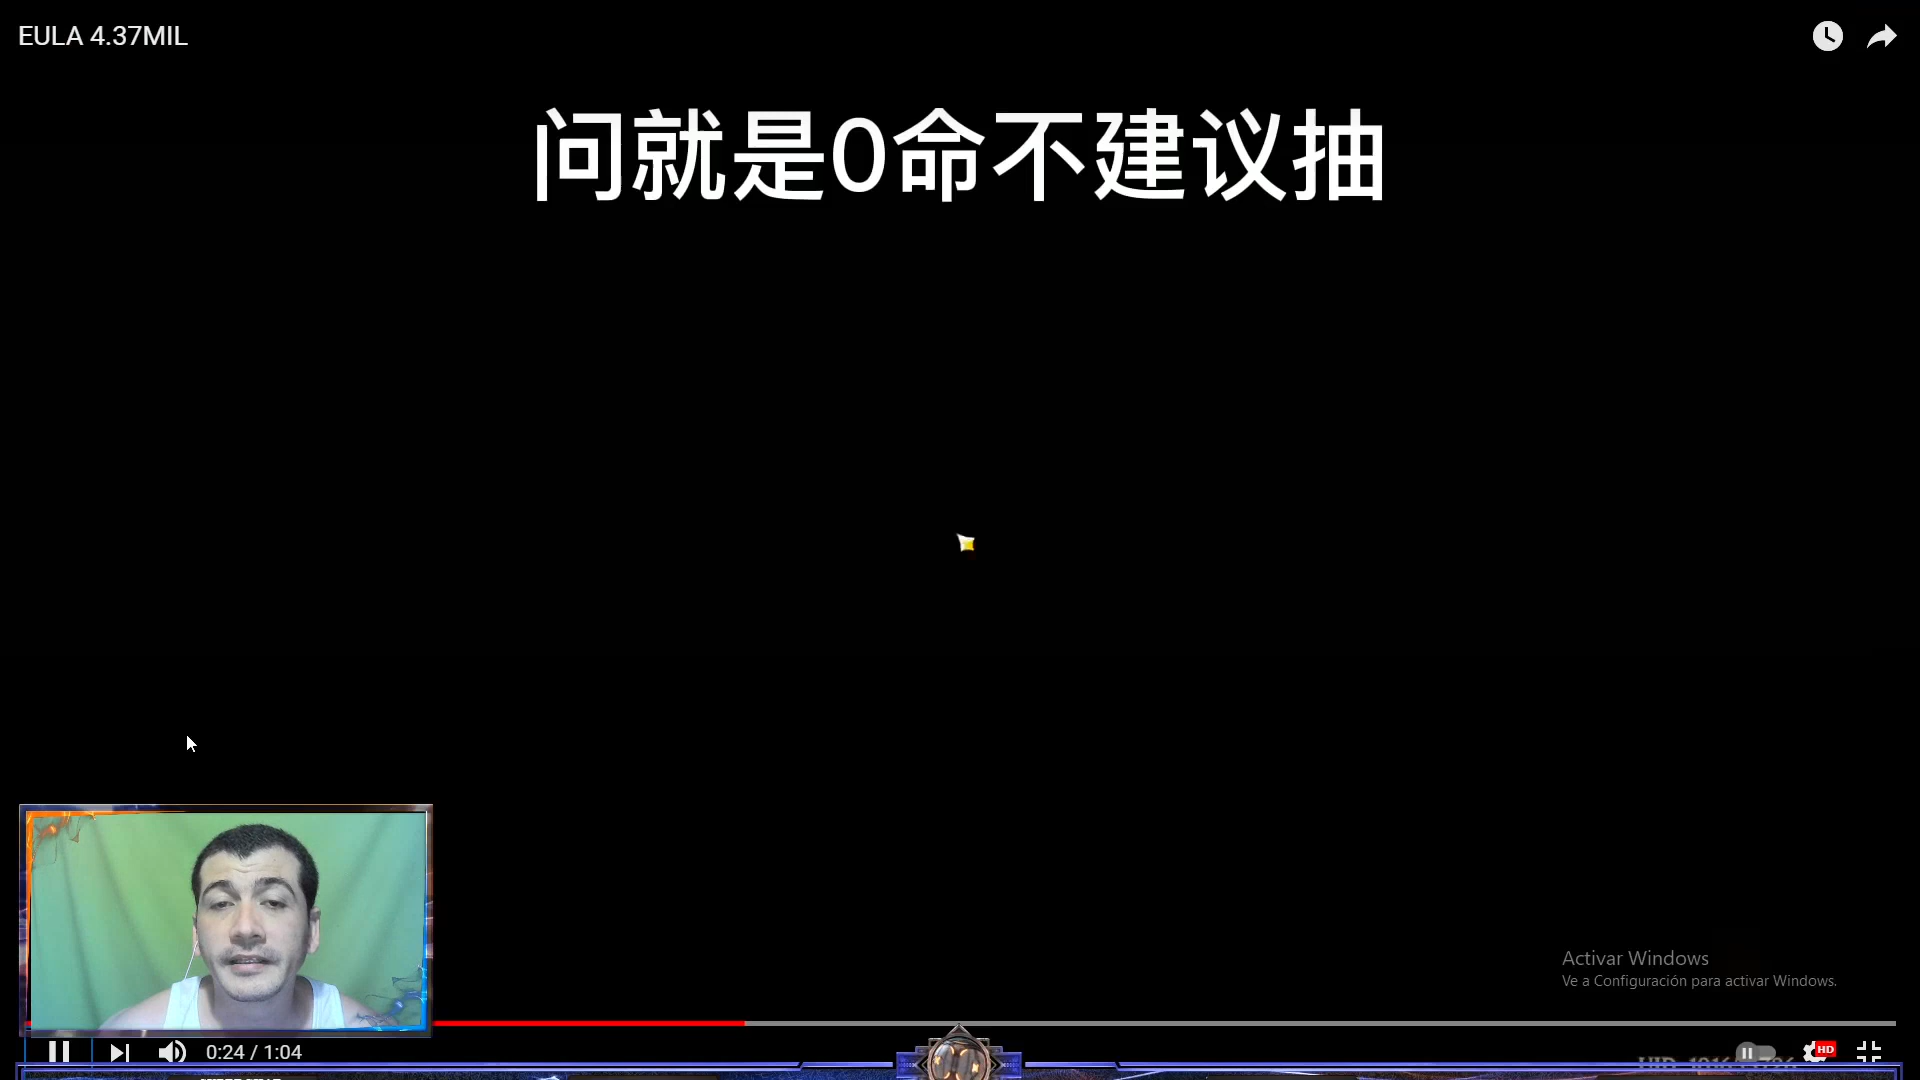 EULA 4.37MIL
问就是0命不建议抽
Activar Windows
Ve a Configuración para activar Windows.
0:24 / 1:04
HD